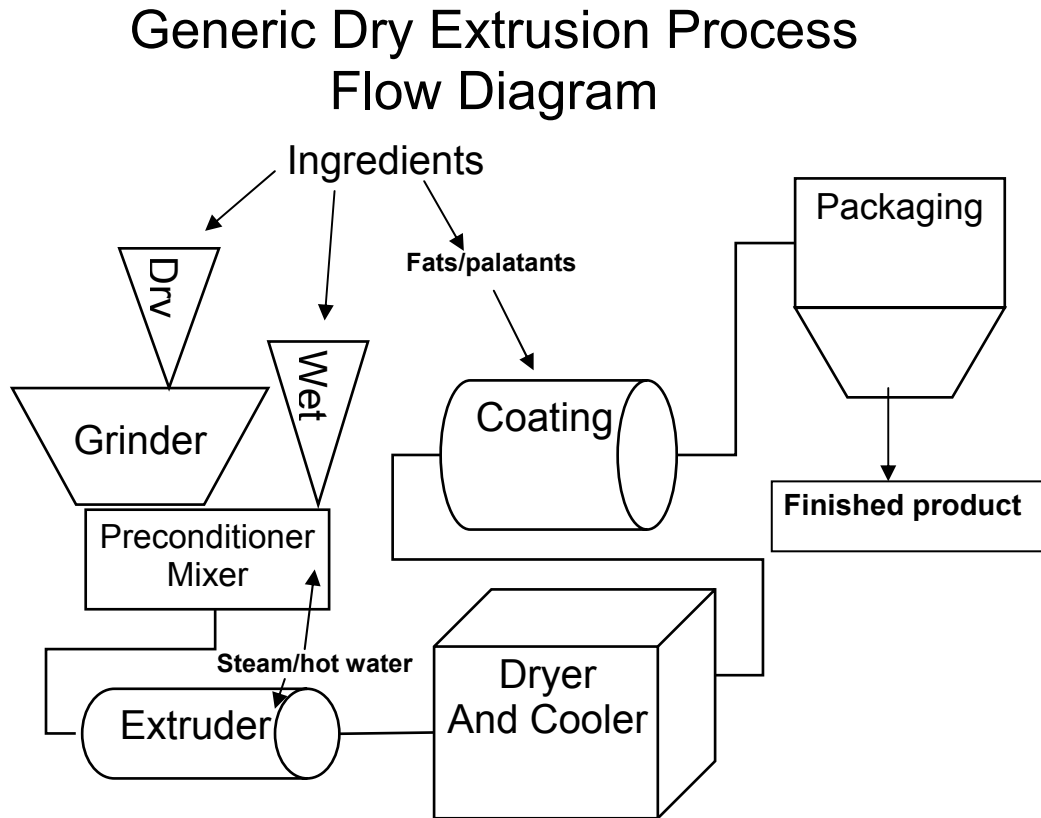 Generic Dry Extrusion Process
Flow Diagram
Ingredients
Packaging
Fats/palatants
Drv
Wet
Coating
Grinder
Finished product
Preconditioner
Mixer
Steam/hot water
Dryer
And Cooler
Extruder